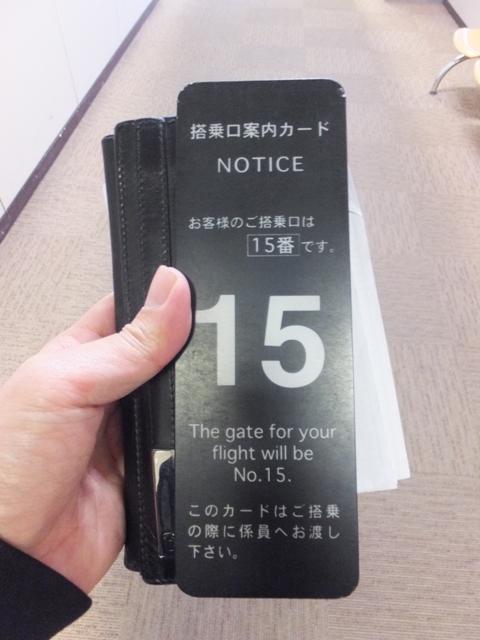 搭乗口案内カード
NOTICE
お客様のご搭乗口は
15番です。
15
The gate for your
flight will be
No.15.
このカードはご搭乗
の際に係員へお渡し
下さい。